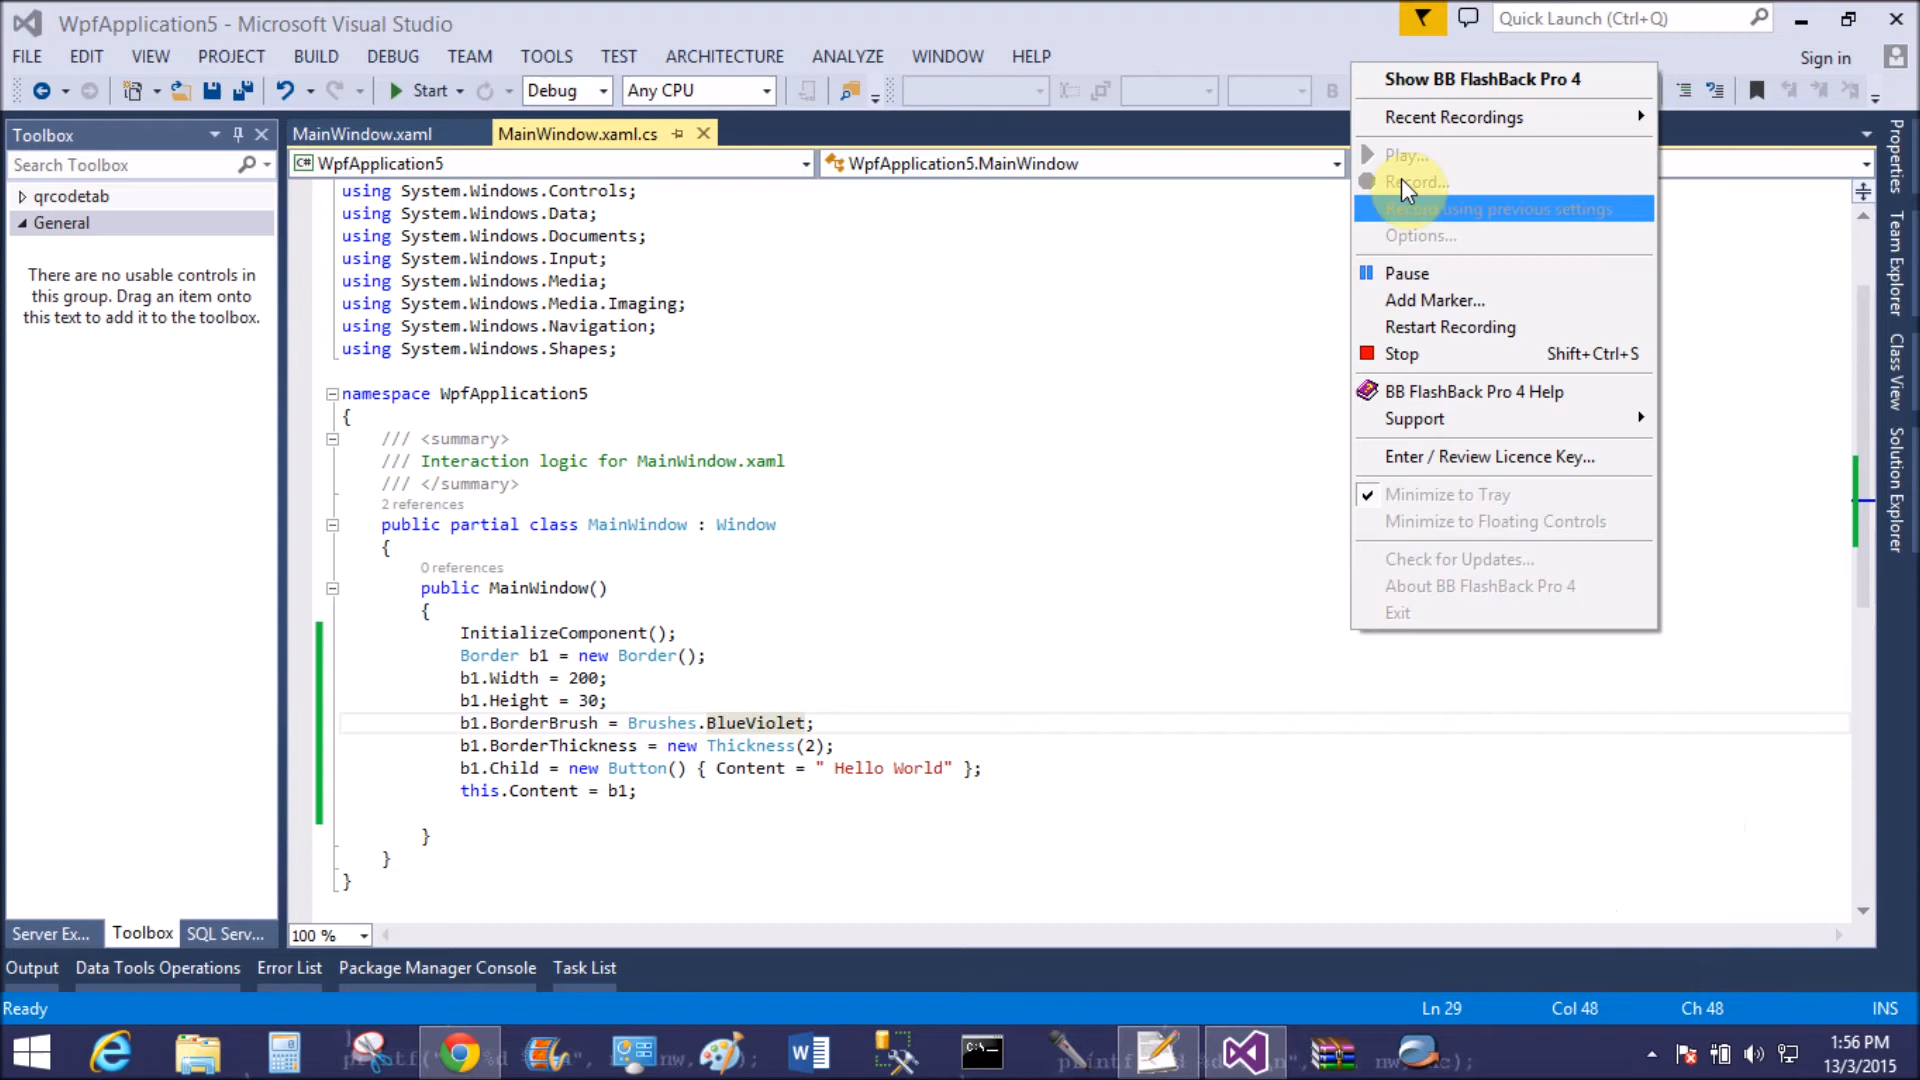 WpfApplication5 - Microsoft Visual Studio
Quick Launch (Ctrl+Q)
FILE EDIT VIEW PROJECT BUILD DEBUG TEAM TOOLS TEST ARCHITECTURE ANALYZE WINDOW HELP
Sign in
Start Debug Any CPU B
Toolbox
Search Toolbox
qrcodetab
General
There are no usable controls in
this group. Drag an item onto
this text to add it to the toolbox.
MainWindow.xaml MainWindow.xaml.cs
C# WpfApplication5 WpfApplication5.MainWindow
using System.Windows.Controls;
using System.Windows.Data;
using System.Windows.Documents;
using System.Windows.Input;
using System.Windows.Media;
using System.Windows.Media.Imaging;
using System.Windows.Navigation;
using System.Windows.Shapes;
namespace WpfApplication5
{
/// <summary>
/// Interaction logic for MainWindow.xaml
/// </summary>
2 references
public partial class MainWindow : Window
{
0 references
public MainWindow()
{
InitializeComponent();
Border b1 = new Border();
b1.Width = 200;
b1.Height = 30;
b1.BorderBrush = Brushes.BlueViolet;
b1.BorderThickness = new Thickness(2);
b1.Child = new Button() { Content = " Hello World" };
this.Content = b1;
}
}
}
Show BB FlashBack Pro 4
Recent Recordings
Play...
Record...
Record using previous settings
Options...
Pause
Add Marker...
Restart Recording
Stop Shift+Ctrl+S
BB FlashBack Pro 4 Help
Support
Enter / Review Licence Key...
Minimize to Tray
Minimize to Floating Controls
Check for Updates...
About BB FlashBack Pro 4
Exit
Properties
Team Explorer
Class View
Solution Explorer
Server Ex... Toolbox SQL Serv...
100 %
Output Data Tools Operations Error List Package Manager Console Task List
Ready Ln 29 Col 48 Ch 48 INS
1:56 PM
13/3/2015